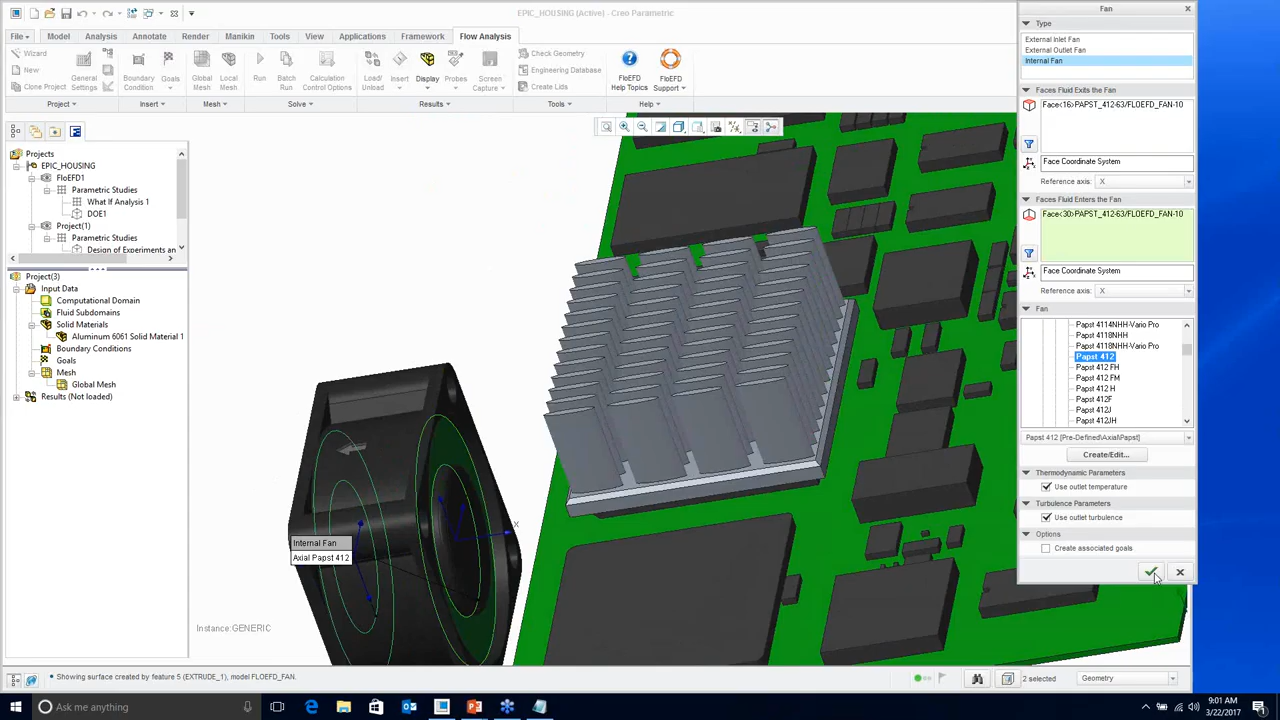 EPIC_HOUSING (Active) - Creo Parametric
File
Model
Analysis
Annotate
Render
Manikin
Tools
View
Applications
Framework
Flow Analysis
Wizard
New
Clone Project
General Settings
Boundary Condition
Goals
Global Mesh
Local Mesh
Run
Batch Run
Calculation Control Options
Load/ Unload
Insert
Display
Probes
Screen Capture
Check Geometry
Engineering Database
Create Lids
FloEFD Help Topics
FloEFD Support
Project
Insert
Mesh
Solve
Results
Tools
Help
Projects
EPIC_HOUSING
FloEFD1
Parametric Studies
What If Analysis 1
DOE1
Project(1)
Parametric Studies
Design of Experiments an
Project(3)
Input Data
Computational Domain
Fluid Subdomains
Solid Materials
Aluminum 6061 Solid Material 1
Boundary Conditions
Goals
Mesh
Global Mesh
Results (Not loaded)
Internal Fan
Axial Papst 412
X
Instance:GENERIC
Fan
Type
External Inlet Fan
External Outlet Fan
Internal Fan
Faces Fluid Exits the Fan
Face<16>PAPST_412-63/FLOEFD_FAN-10
Face Coordinate System
Reference axis: X
Faces Fluid Enters the Fan
Face<30>PAPST_412-63/FLOEFD_FAN-10
Face Coordinate System
Reference axis: X
Fan
Papst 4114NHH-Vario Pro
Papst 4118NHH
Papst 4118NHH-Vario Pro
Papst 412
Papst 412 FH
Papst 412 FM
Papst 412 H
Papst 412F
Papst 412J
Papst 412JH
Papst 412 [Pre-Defined\Axial\Papst]
Create/Edit...
Thermodynamic Parameters
Use outlet temperature
Turbulence Parameters
Use outlet turbulence
Options
Create associated goals
Showing surface created by feature 5 (EXTRUDE_1), model FLOEFD_FAN.
2 selected
Geometry
Ask me anything
9:01 AM
3/22/2017